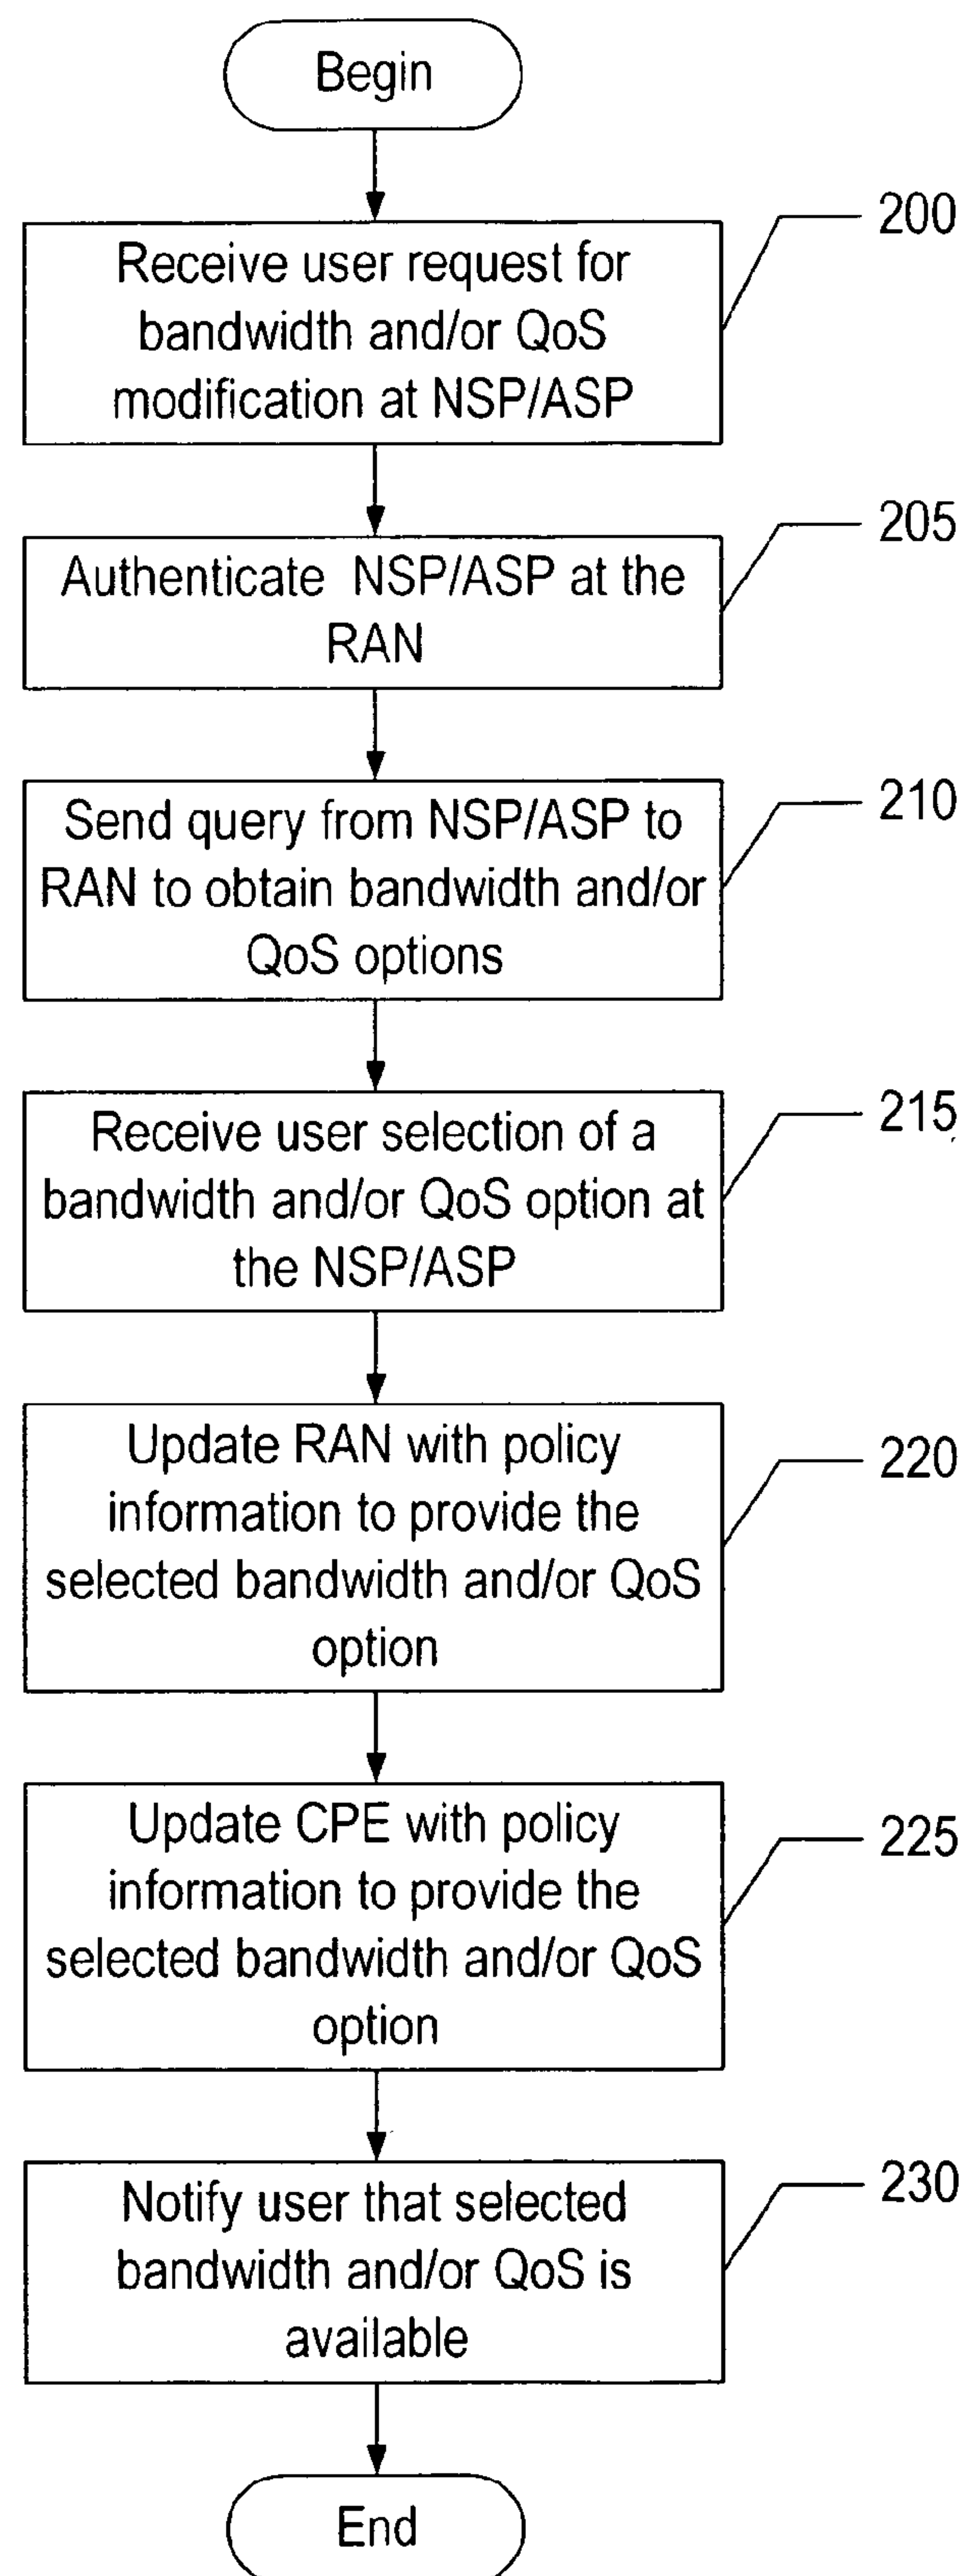 Begin
200
Receive user request for
bandwidth and/or QoS
modification at NSP/ASP
205
Authenticate NSP/ASP at the
RAN
210
Send query from NSP/ASP to
RAN to obtain bandwidth and/or
QoS options
215
Receive user selection of a
bandwidth and/or QoS option at
the NSP/ASP
220
Update RAN with policy
information to provide the
selected bandwidth and/or QoS
option
225
Update CPE with policy
information to provide the
selected bandwidth and/or QoS
option
230
Notify user that selected
bandwidth and/or QoS is
available
End